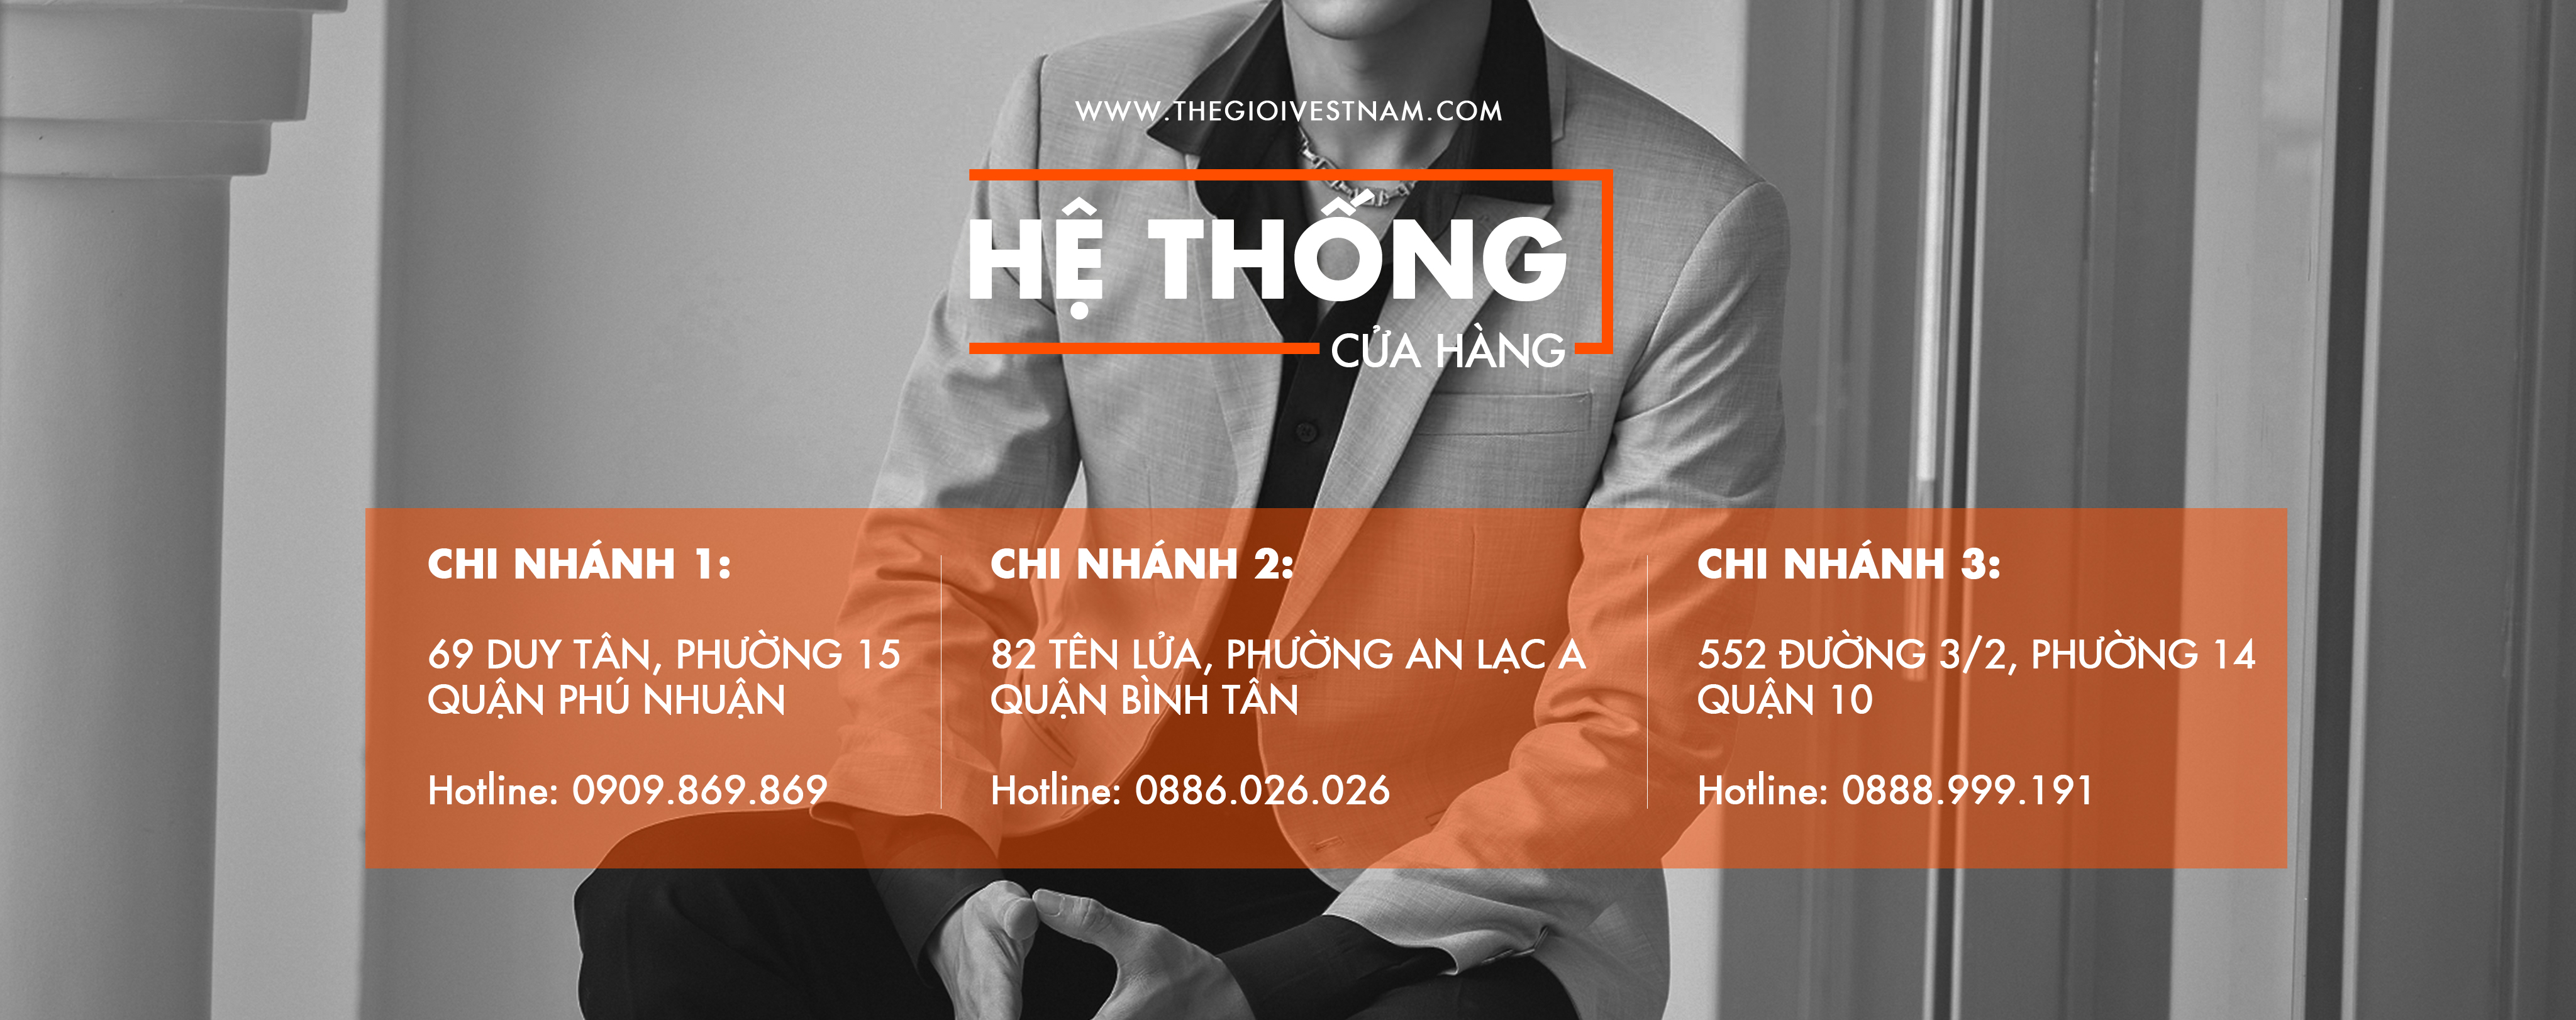 WWW.THEGIOIVESTNAM.COM
HỆ THỐNG
CỬA HÀNG
CHI NHÁNH 1:
69 DUY TÂN, PHƯỜNG 15
QUẬN PHÚ NHUẬN
Hotline: 0909.869.869
CHI NHÁNH 2:
82 TÊN LỬA, PHƯỜNG AN LẠC A
QUẬN BÌNH TÂN
Hotline: 0886.026.026
CHI NHÁNH 3:
552 ĐƯỜNG 3/2, PHƯỜNG 14
QUẬN 10
Hotline: 0888.999.191